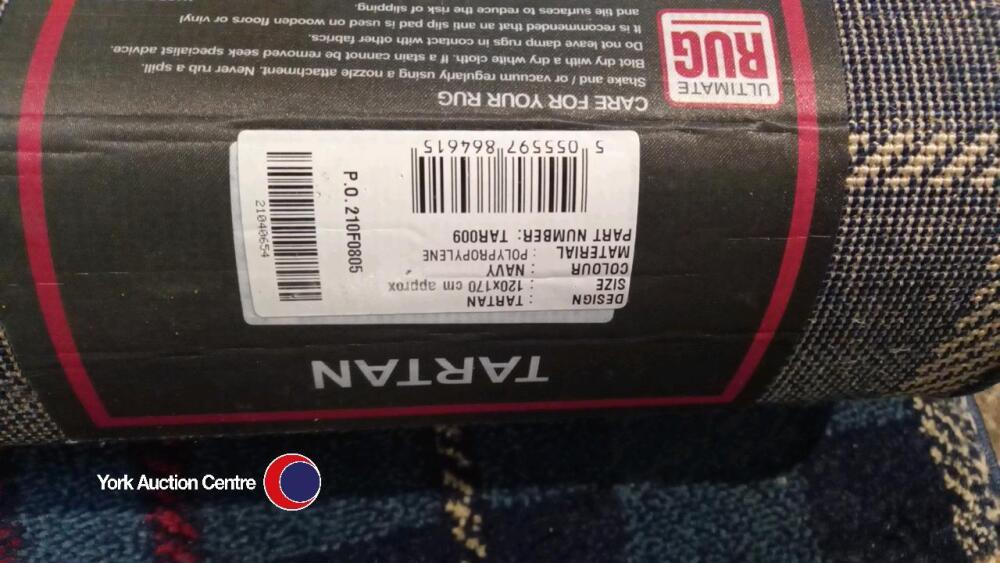 ULTIMATE
RUG
CARE FOR YOUR RUG
Shake and / or vacuum regularly using a nozzle attachment. Never rub a spill.
Blot dry with a dry white cloth. If a stain cannot be removed seek specialist advice.
Do not leave damp rugs in contact with other fabrics.
It is recommended that an anti slip pad is used on wooden floors or vinyl
and tile surfaces to reduce the risk of slipping.
TARTAN
DESIGN : TARTAN
SIZE : 120x170 cm approx
COLOUR : NAVY
MATERIAL : POLYPROPYLENE
PART NUMBER: TAR009
5 055597 864615
P.O. 210F0805
21040654
York Auction Centre